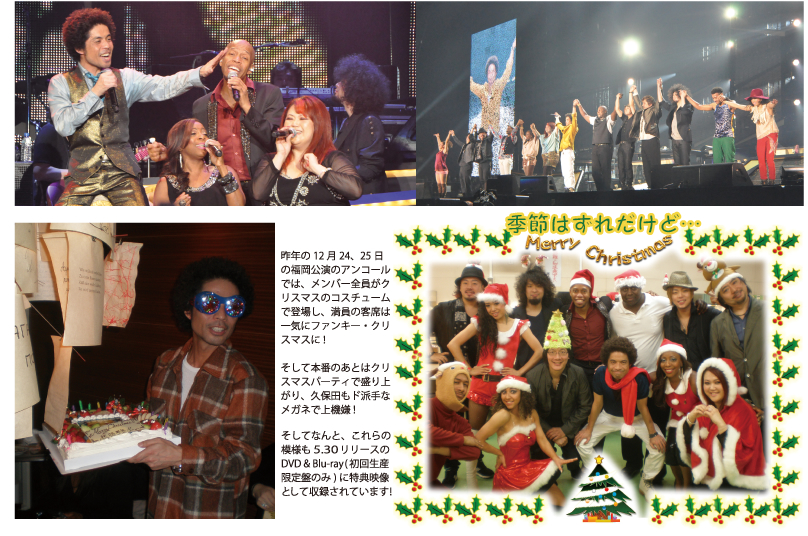 季節はずれだけど…
Merry Christmas
昨年の12月24、25日
の福岡公演のアンコール
では、メンバー全員がク
リスマスのコスチューム
で登場し、満員の客席は
一気にファンキー・クリ
スマスに！
そして本番のあとはクリ
スマスパーティで盛り上
がり、久保田もド派手な
メガネで上機嫌！
そしてなんと、これらの
模様も5.30リリースの
DVD＆Blu-ray(初回生産
限定盤のみ)に特典映像
として収録されています!